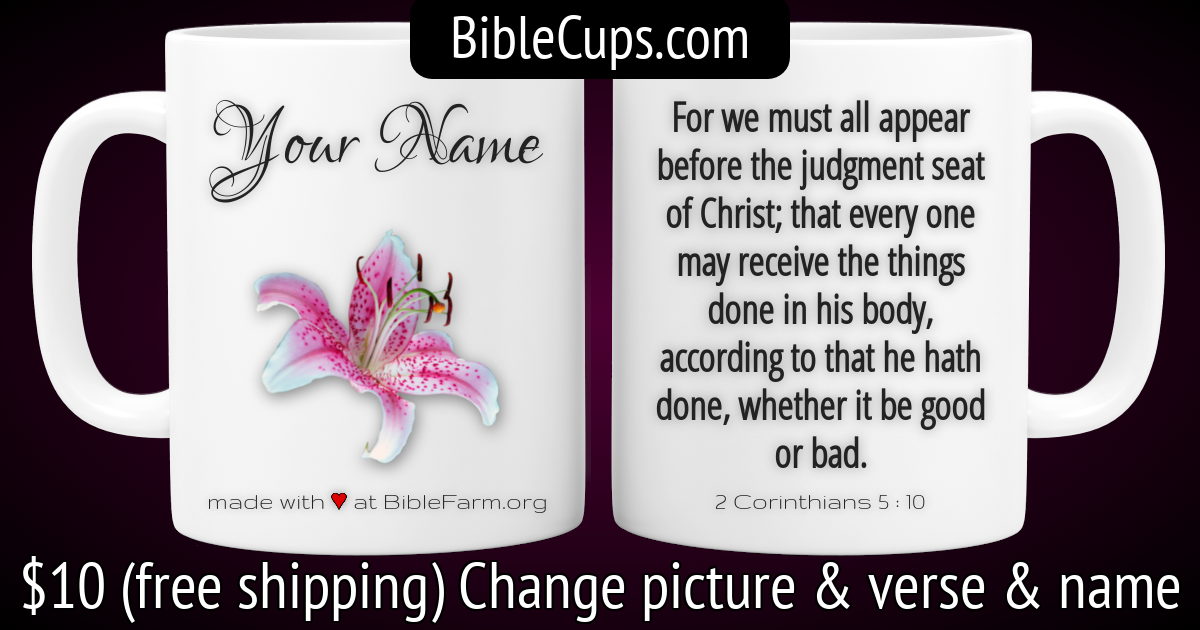 BibleCups.com
Your Name
made with ♥ at BibleFarm.org
For we must all appear
before the judgment seat
of Christ; that every one
may receive the things
done in his body,
according to that he hath
done, whether it be good
or bad.
2 Corinthians 5 : 10
$10 (free shipping) Change picture & verse & name